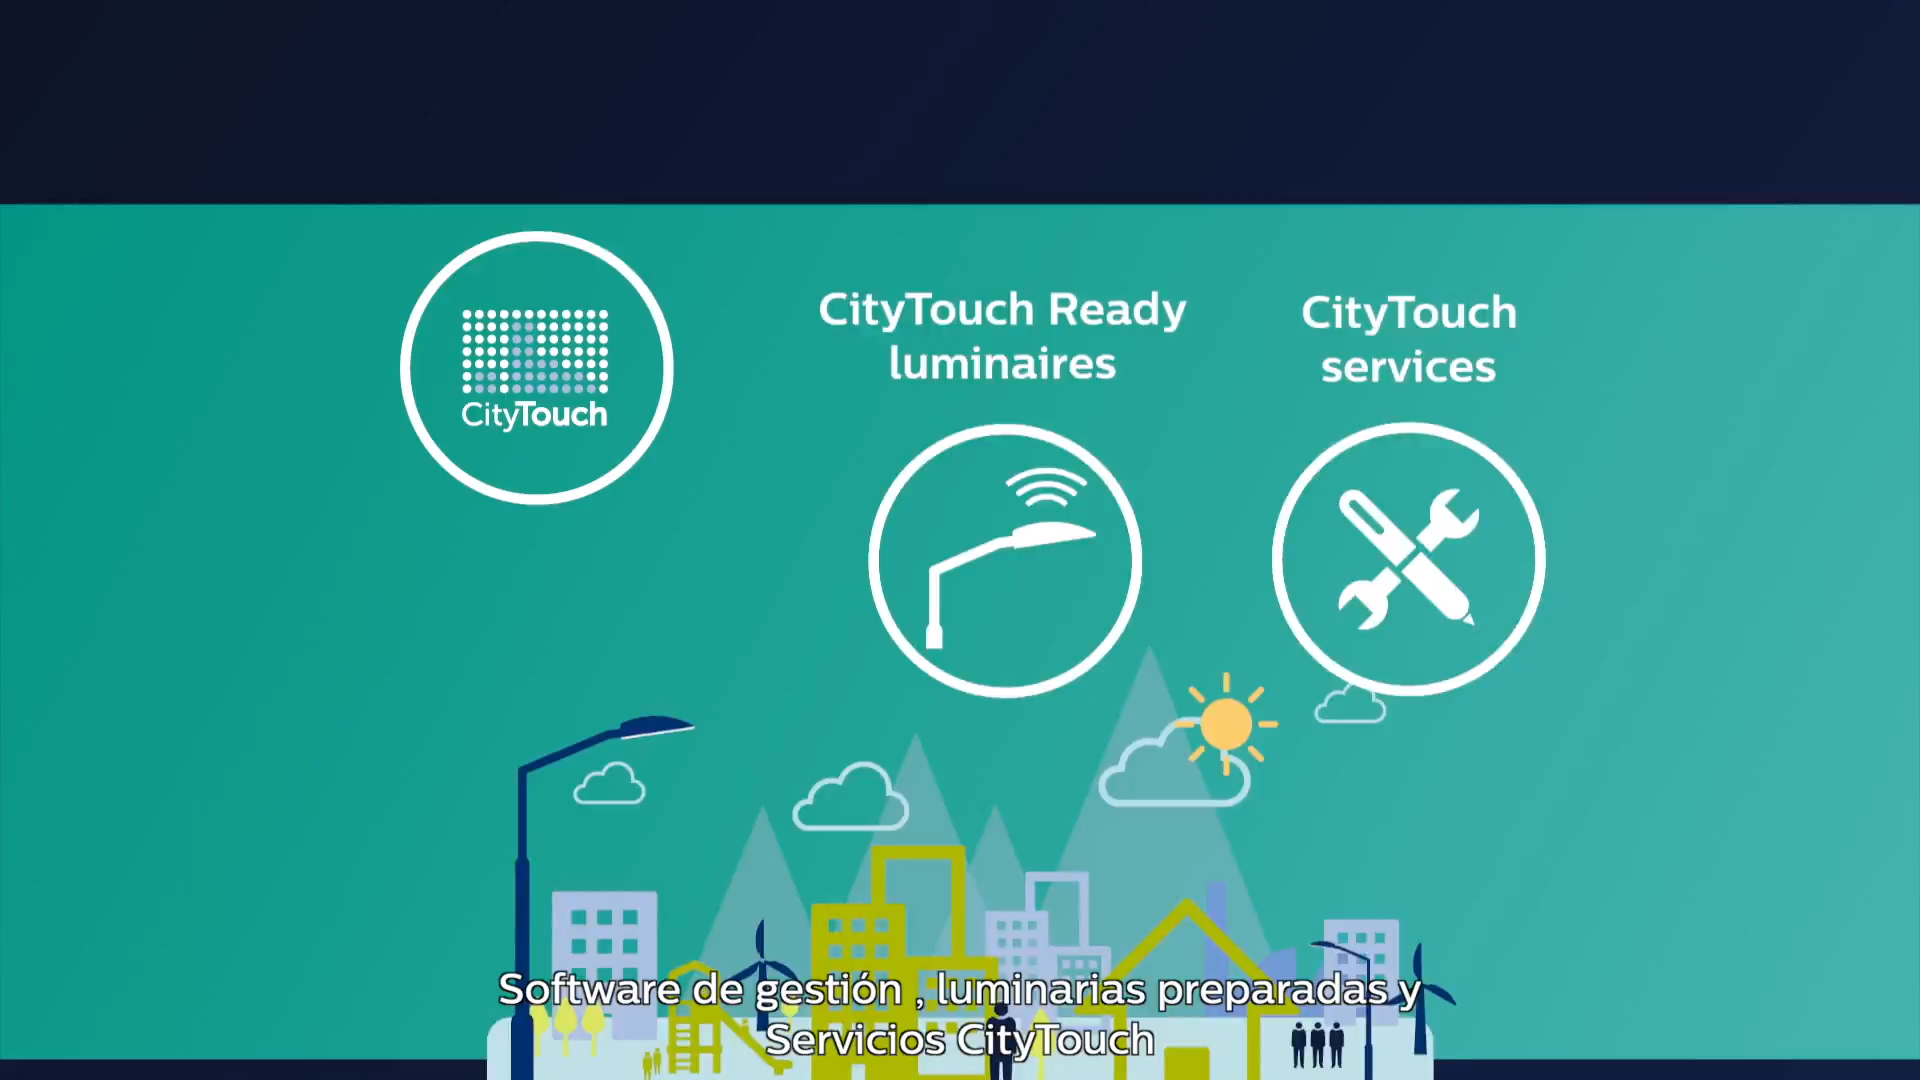 CityTouch
CityTouch Ready
luminaires
CityTouch
services
Software de gestión , luminarias preparadas y
Servicios CityTouch